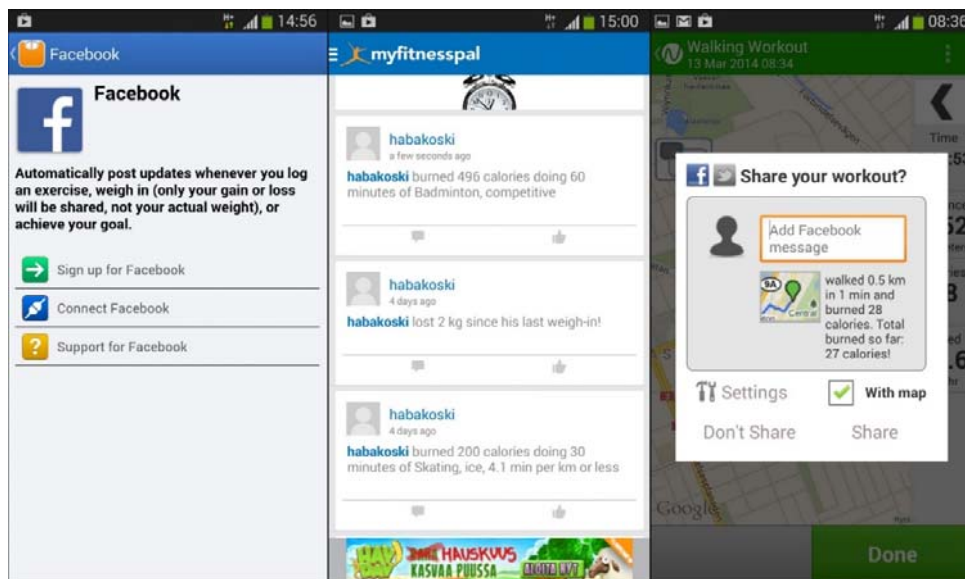 14:56
Facebook
Facebook
Automatically post updates whenever you log
an exercise, weigh in (only your gain or loss
will be shared, not your actual weight), or
achieve your goal.
Sign up for Facebook
Connect Facebook
Support for Facebook
15:00
myfitnesspal
habakoski
a few seconds ago
habakoski burned 496 calories doing 60
minutes of Badminton, competitive
habakoski
4 days ago
habakoski lost 2 kg since his last weigh-in!
habakoski
4 days ago
habakoski burned 200 calories doing 30
minutes of Skating, ice, 4.1 min per km or less
HAUSKUUS
KASVAA PUUSSA
ALOITA NYT
08:36
Walking Workout
13 Mar 2014 08:34
Time
Share your workout?
Add Facebook
message
9A
Central
walked 0.5 km
in 1 min and
burned 28
calories. Total
burned so far:
27 calories!
Settings
With map
Don't Share
Share
Google
Done